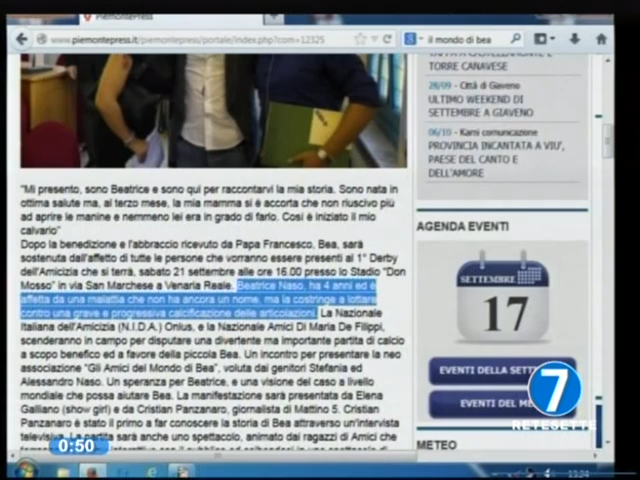 PiemontePress
www.piemontepress.it/piemontepress/portale/index.php?com=12325
il mondo di bea
TORRE CANAVESE
28/09 - Città di Giaveno
ULTIMO WEEKEND DI
SETTEMBRE A GIAVENO
06/10 - Kami comunicazione
PROVINCIA INCANTATA A VIU',
PAESE DEL CANTO E
DELL'AMORE
"Mi presento, sono Beatrice e sono qui per raccontarvi la mia storia. Sono nata in
ottima salute ma, al terzo mese, la mia mamma si è accorta che non riuscivo più
ad aprire le manine e nemmeno lei era in grado di farlo. Così è iniziato il mio
calvario"
Dopo la benedizione e l'abbraccio ricevuto da Papa Francesco, Bea, sarà
sostenuta dall'affetto di tutte le persone che vorranno essere presenti al 1° Derby
dell'Amicizia che si terrà, sabato 21 settembre alle ore 16.00 presso lo Stadio "Don
Mosso" in via San Marchese a Venaria Reale. Beatrice Naso, ha 4 anni ed è
affetta da una malattia che non ha ancora un nome, ma la costringe a lottare
contro una grave e progressiva calcificazione delle articolazioni. La Nazionale
Italiana dell'Amicizia (N.I.D.A.) Onlus, e la Nazionale Amici Di Maria De Filippi,
scenderanno in campo per disputare una divertente ma importante partita di calcio
a scopo benefico ed a favore della piccola Bea. Un incontro per presentare la neo
associazione "Gli Amici del Mondo di Bea", voluta dai genitori Stefania ed
Alessandro Naso. Un speranza per Beatrice, e una visione del caso a livello
mondiale che possa aiutare Bea. La manifestazione sarà presentata da Elena
Galliano (show girl) e da Cristian Panzanaro, giornalista di Mattino 5. Cristian
Panzanaro è stato il primo a far conoscere la storia di Bea attraverso un'intervista
partita sarà anche uno spettacolo, animato dai ragazzi di Amici che
AGENDA EVENTI
SETTEMBRE
17
EVENTI DELLA
EVENTI DEL
METEO
7
RETESETTE
0:50